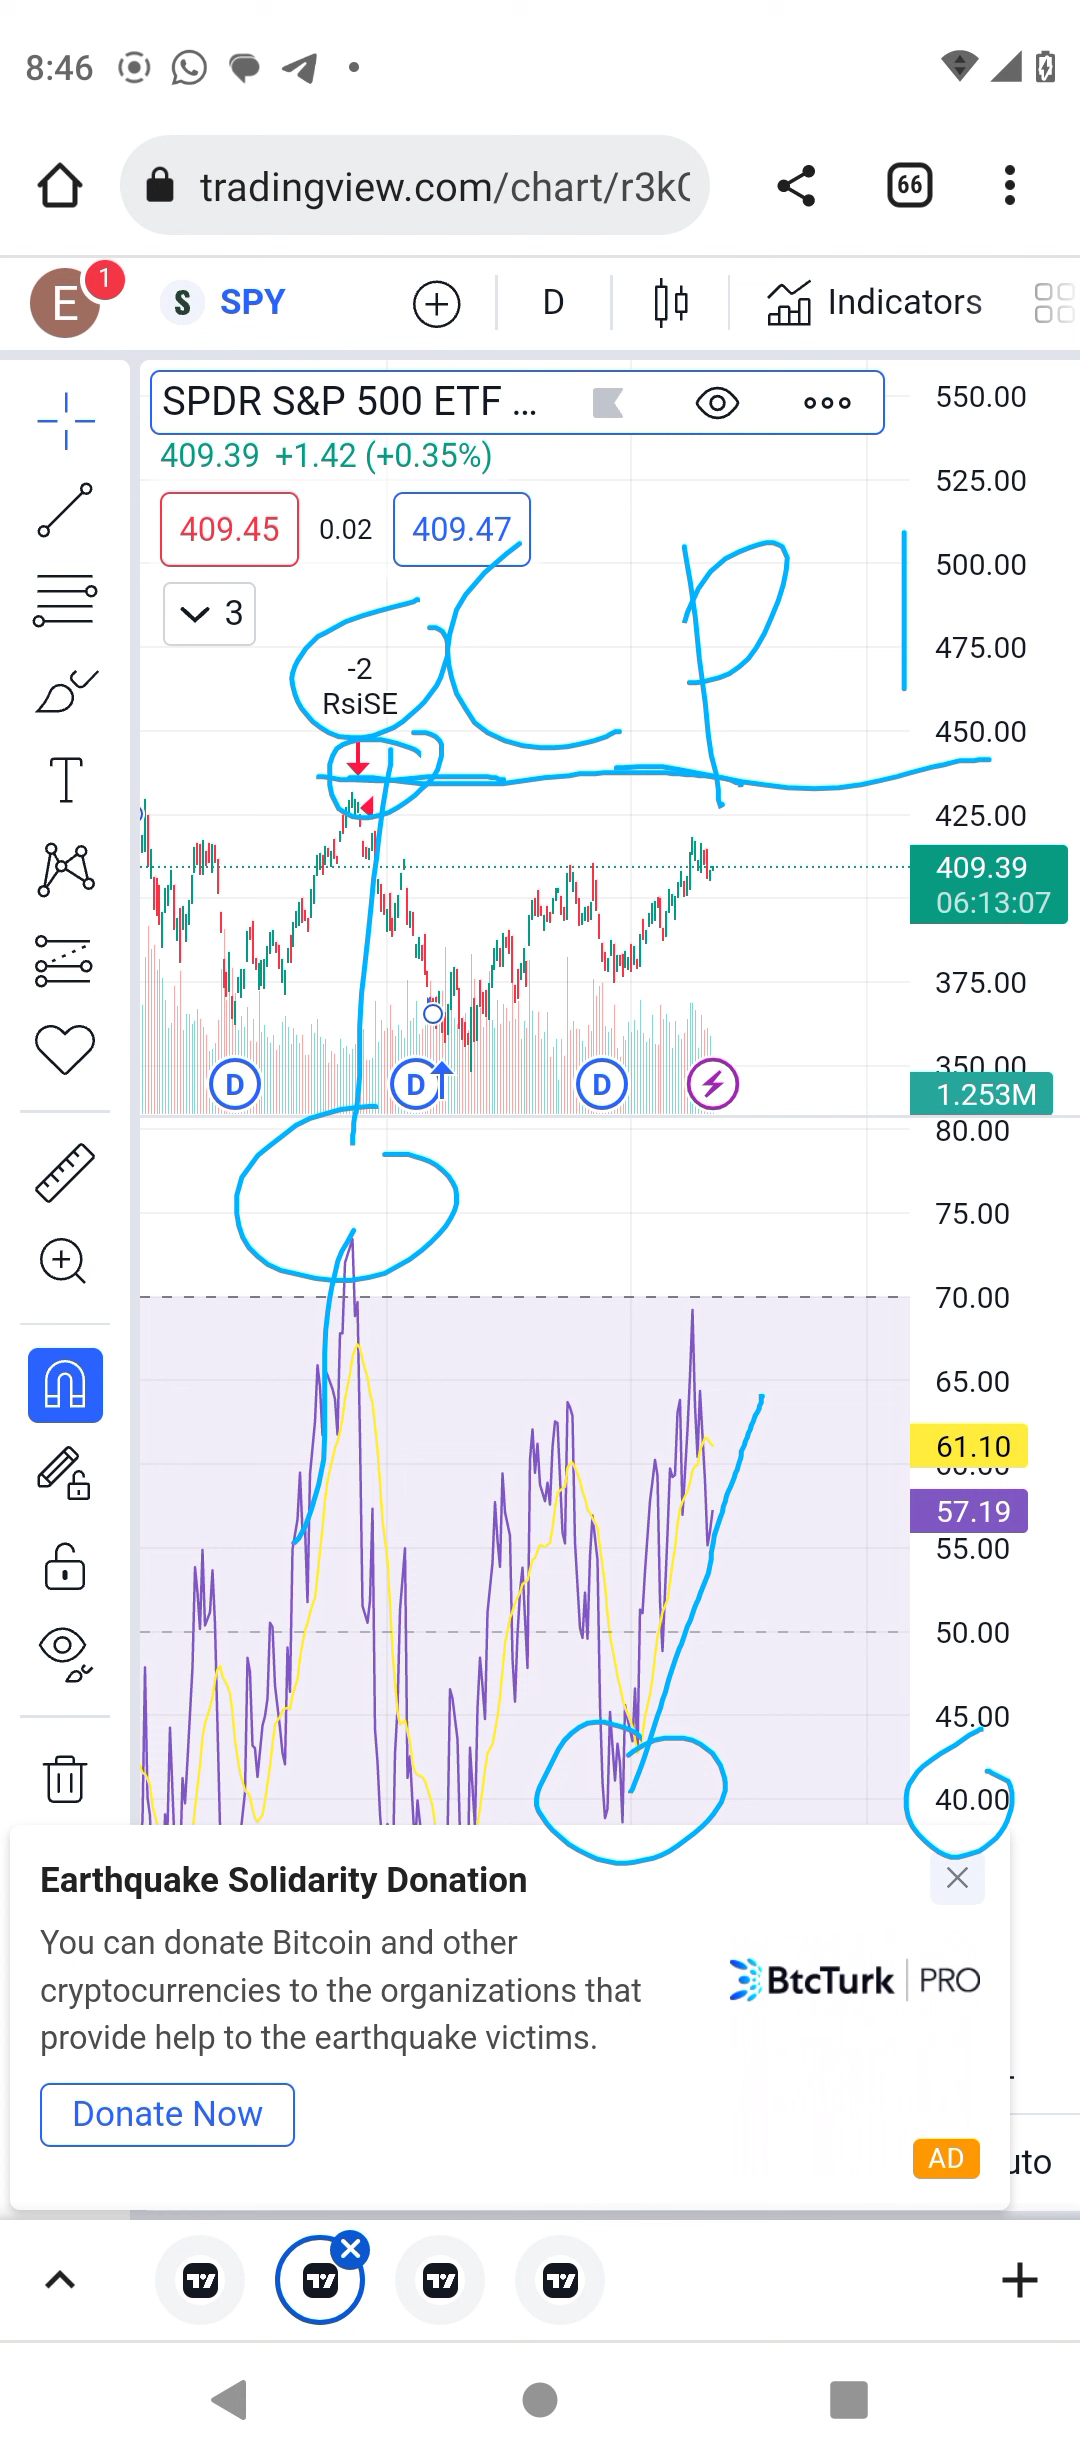 8:46
tradingview.com/chart/r3k
66
E
1
S
SPY
D
Indicators
SPDR S&P 500 ETF ...
409.39 +1.42 (+0.35%)
409.45
0.02
409.47
3
-2
RsiSE
CP
550.00
525.00
500.00
475.00
450.00
425.00
409.39
06:13:07
375.00
350.00
1.253M
D
D
D
80.00
75.00
70.00
65.00
61.10
60.00
57.19
55.00
50.00
45.00
40.00
Earthquake Solidarity Donation
You can donate Bitcoin and other
cryptocurrencies to the organizations that
provide help to the earthquake victims.
BtcTurk | PRO
Donate Now
AD
uto